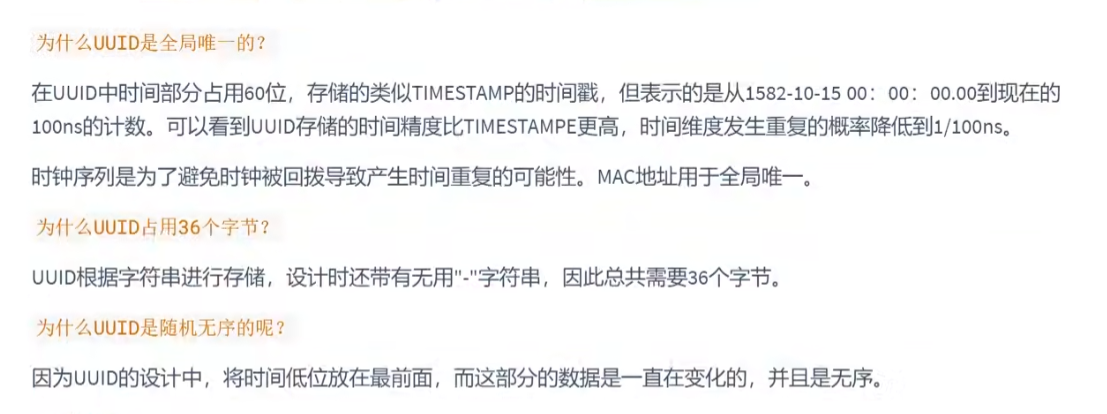 为什么UUID是全局唯一的？
在UUID中时间部分占用60位，存储的类似TIMESTAMP的时间戳，但表示的是从1582-10-15 00：00：00.00到现在的
100ns的计数。可以看到UUID存储的时间精度比TIMESTAMPE更高，时间维度发生重复的概率降低到1/100ns。
时钟序列是为了避免时钟被回拨导致产生时间重复的可能性。MAC地址用于全局唯一。
为什么UUID占用36个字节？
UUID根据字符串进行存储，设计时还带有无用"-"字符串，因此总共需要36个字节。
为什么UUID是随机无序的呢？
因为UUID的设计中，将时间低位放在最前面，而这部分的数据是一直在变化的，并且是无序。